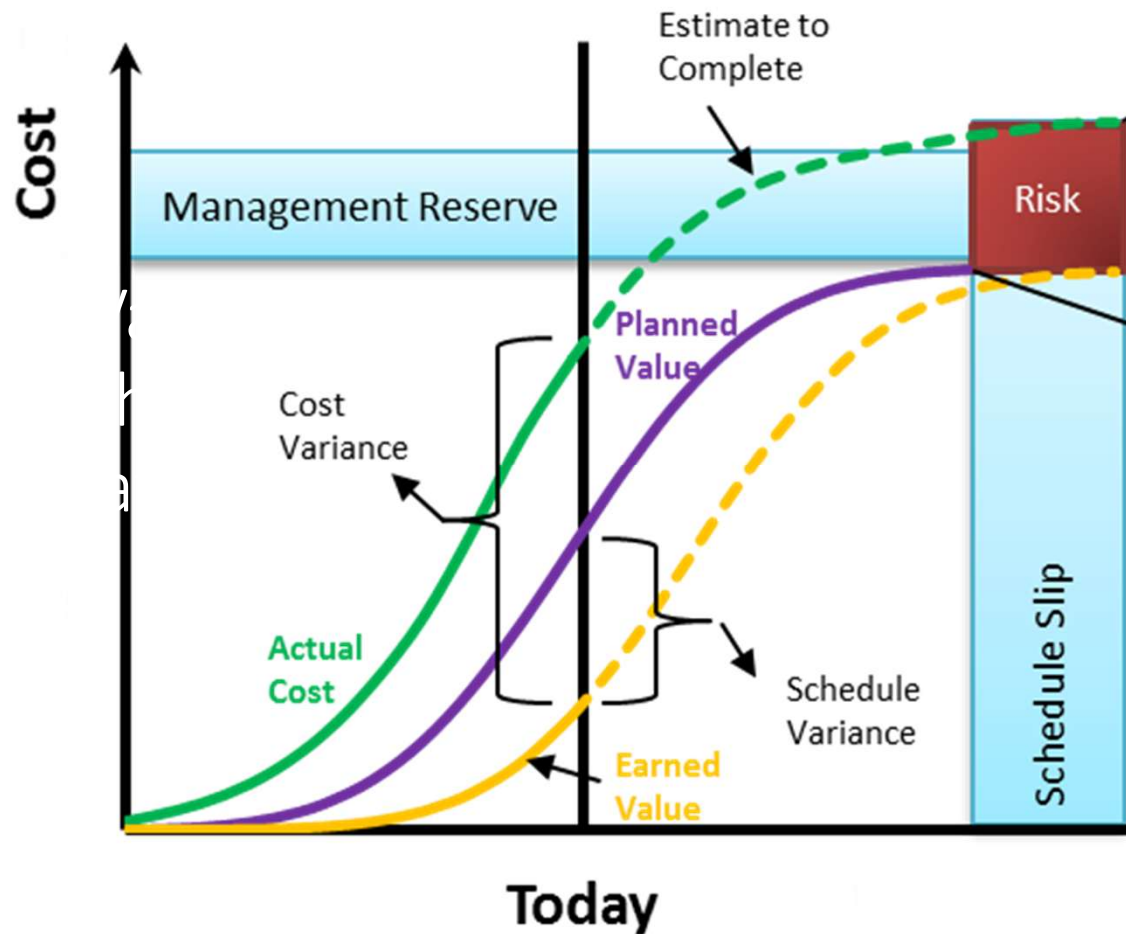 Estimate to
Complete
Cost
Management Reserve
Risk
Planned
Value
Cost
Variance
Actual
Cost
Schedule
Variance
Earned
Value
Schedule Slip
Today